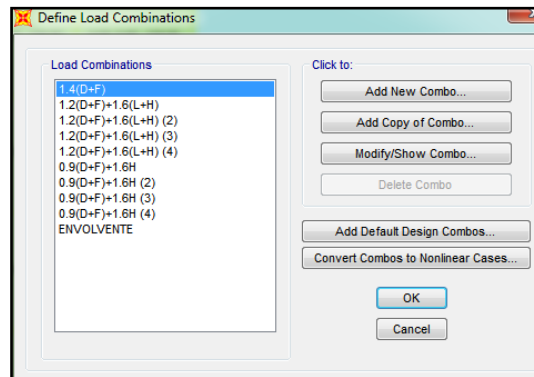 Define Load Combinations
Load Combinations
1.4(D+F)
1.2(D+F)+1.6(L+H)
1.2(D+F)+1.6(L+H) (2)
1.2(D+F)+1.6(L+H) (3)
1.2(D+F)+1.6(L+H) (4)
0.9(D+F)+1.6H
0.9(D+F)+1.6H (2)
0.9(D+F)+1.6H (3)
0.9(D+F)+1.6H (4)
ENVOLVENTE
Click to:
Add New Combo...
Add Copy of Combo...
Modify/Show Combo...
Delete Combo
Add Default Design Combos...
Convert Combos to Nonlinear Cases...
OK
Cancel